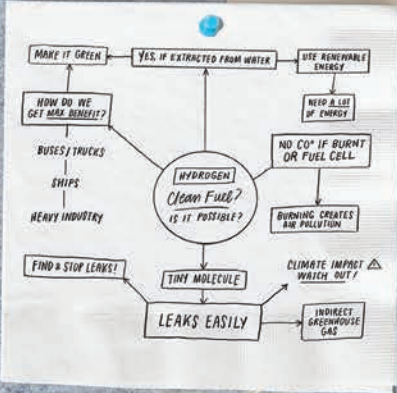 MAKE IT GREEN
YES, IF EXTRACTED FROM WATER
USE RENEWABLE
ENERGY
HOW DO WE
GET MAX BENEFIT?
NEED A LOT
OF ENERGY
BUSES/TRUCKS
SHIPS
HEAVY INDUSTRY
NO CO² IF BURNT
OR FUEL CELL
HYDROGEN
Clean Fuel?
IS IT POSSIBLE?
BURNING CREATES
AIR POLLUTION
FIND & STOP LEAKS!
TINY MOLECULE
CLIMATE IMPACT ⚠
WATCH OUT!
LEAKS EASILY
INDIRECT
GREENHOUSE
GAS